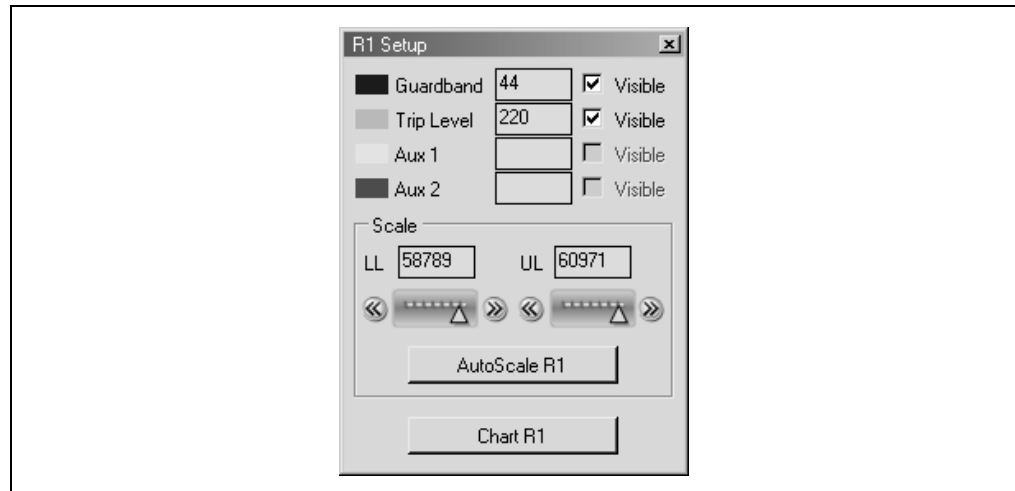 R1 Setup
Guardband 44 Visible
Trip Level 220 Visible
Aux 1 Visible
Aux 2 Visible
Scale
LL 58789 UL 60971
AutoScale R1
Chart R1